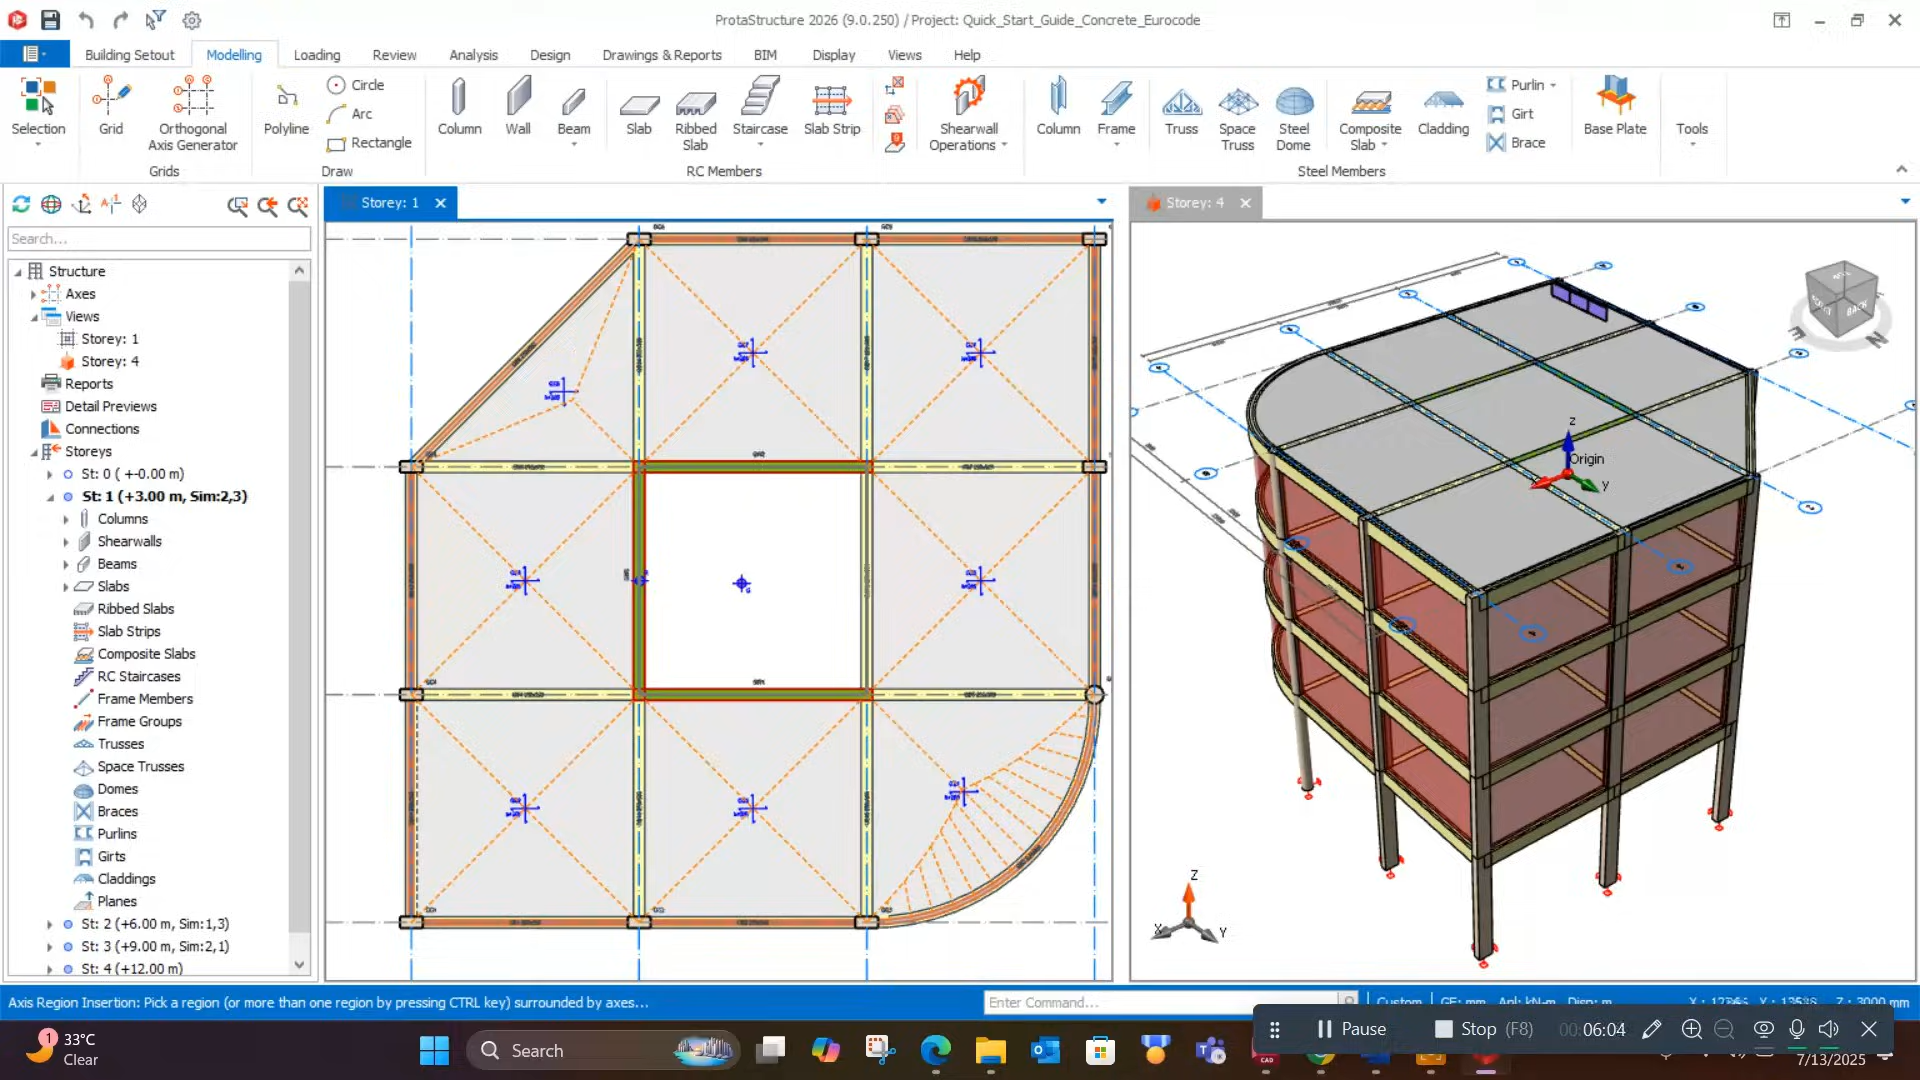 ProtaStructure 2026 (9.0.250) / Project: Quick_Start_Guide_Concrete_Eurocode
Building Setout
Modelling
Loading
Review
Analysis
Design
Drawings & Reports
BIM
Display
Views
Help
Selection
Grid
Orthogonal
Axis Generator
Grids
Polyline
Circle
Arc
Rectangle
Draw
Column
Wall
Beam
Slab
Ribbed
Slab
Staircase
Slab Strip
Shearwall
Operations
RC Members
Column
Frame
Truss
Space
Truss
Steel
Dome
Composite
Slab
Cladding
Purlin
Girt
Brace
Steel Members
Base Plate
Tools
Search...
Structure
Axes
Views
Storey: 1
Storey: 4
Reports
Detail Previews
Connections
Storeys
St: 0 ( +-0.00 m)
St: 1 (+3.00 m, Sim:2,3)
Columns
Shearwalls
Beams
Slabs
Ribbed Slabs
Slab Strips
Composite Slabs
RC Staircases
Frame Members
Frame Groups
Trusses
Space Trusses
Domes
Braces
Purlins
Girts
Claddings
Planes
St: 2 (+6.00 m, Sim:1,3)
St: 3 (+9.00 m, Sim:2,1)
St: 4 (+12.00 m)
Storey: 1
Storey: 4
BACK
Z
Origin
y
Z
X
Y
Axis Region Insertion: Pick a region (or more than one region by pressing CTRL key) surrounded by axes...
Enter Command...
Custom
Z : 3000 mm
Pause
Stop (F8)
00:06:04
1
33°C
Clear
Search
7/13/2025